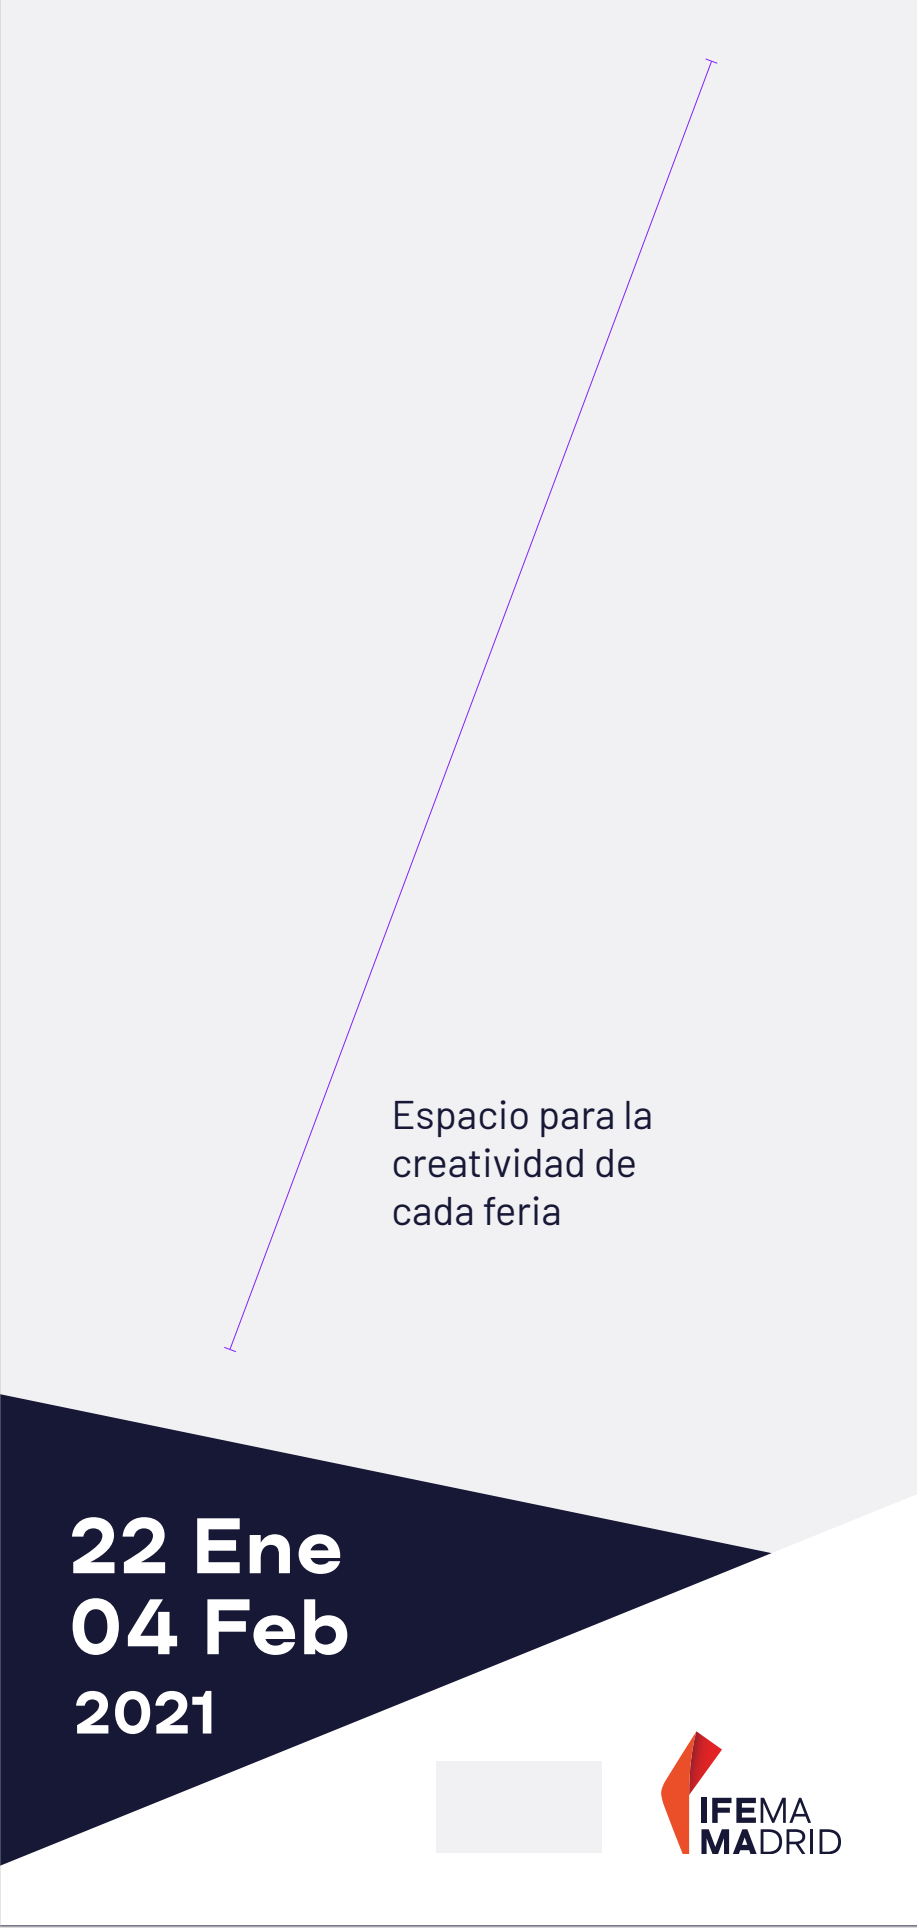 Espacio para la
creatividad de
cada feria
22 Ene
04 Feb
2021
IFEMA
MADRID